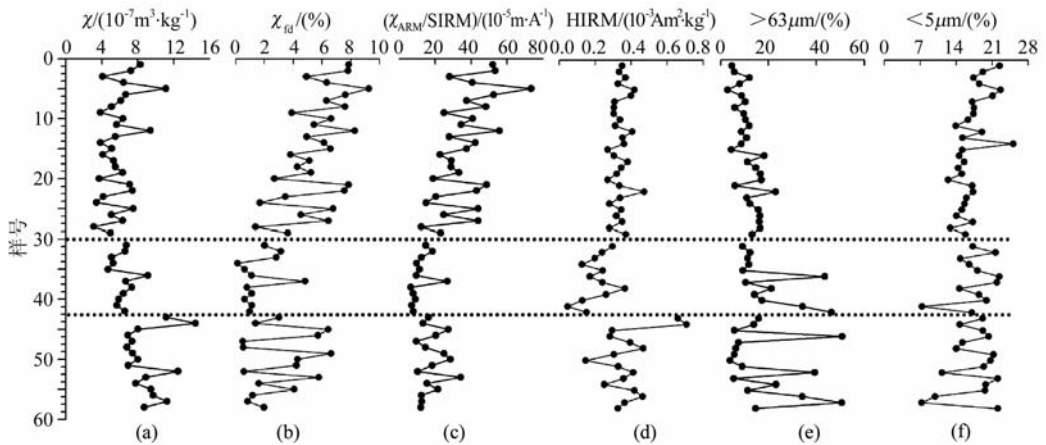 χ/(10⁻⁷m³·kg⁻¹) χfd/(%) (χARM/SIRM)/(10⁻⁵m·A⁻¹) HIRM/(10⁻³Am²·kg⁻¹) >63μm/(%) <5μm/(%)
0 4 8 12 16 0 2 4 6 8 10 0 20 40 60 80 0.0 0.2 0.4 0.6 0.8 0 20 40 60 0 7 14 21 28
0
10
20
30
40
50
60
样号
(a) (b) (c) (d) (e) (f)